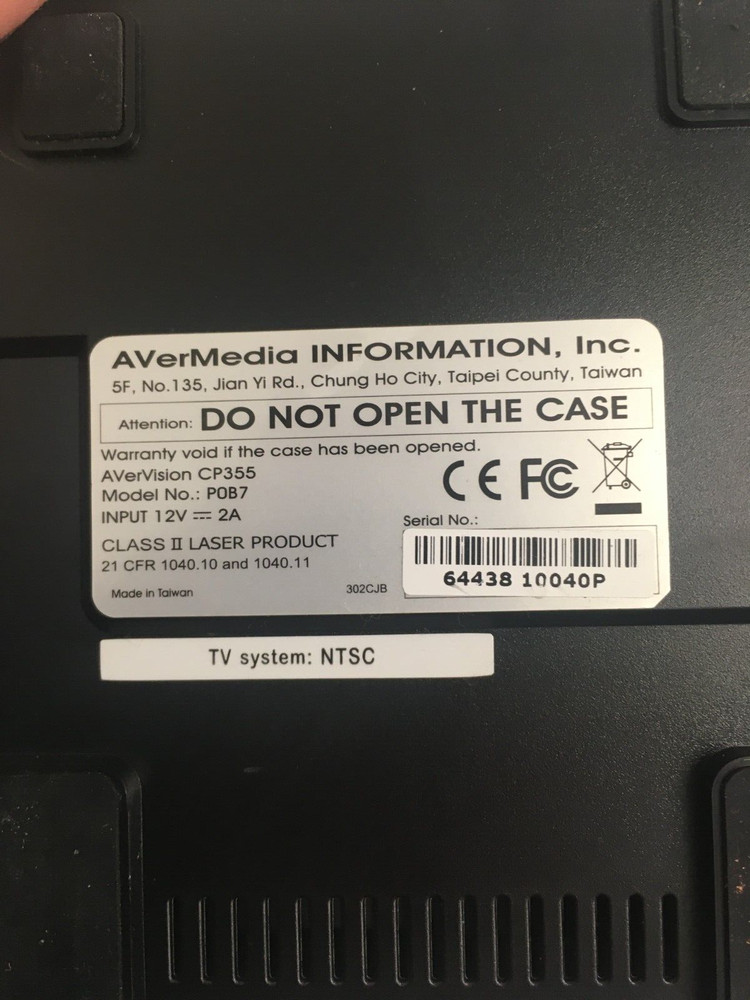 AVerMedia INFORMATION, Inc.
5F, No.135, Jian Yi Rd., Chung Ho City, Taipei County, Taiwan
Attention: DO NOT OPEN THE CASE
Warranty void if the case has been opened.
AVerVision CP355
Model No.: P0B7
INPUT 12V ⎓ 2A
CE FC
CLASS II LASER PRODUCT
21 CFR 1040.10 and 1040.11
Serial No.:
64438 10040P
Made in Taiwan
302CJB
TV system: NTSC